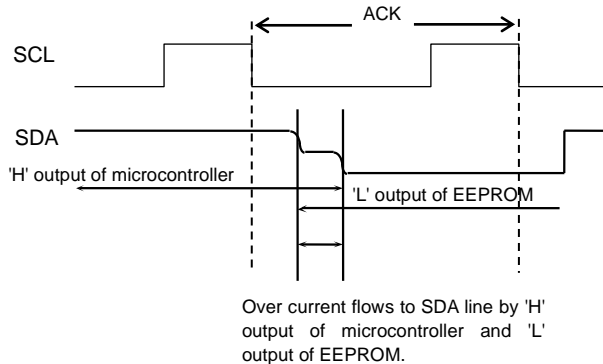 ACK
SCL
SDA
'H' output of microcontroller
'L' output of EEPROM
Over current flows to SDA line by 'H'
output of microcontroller and 'L'
output of EEPROM.